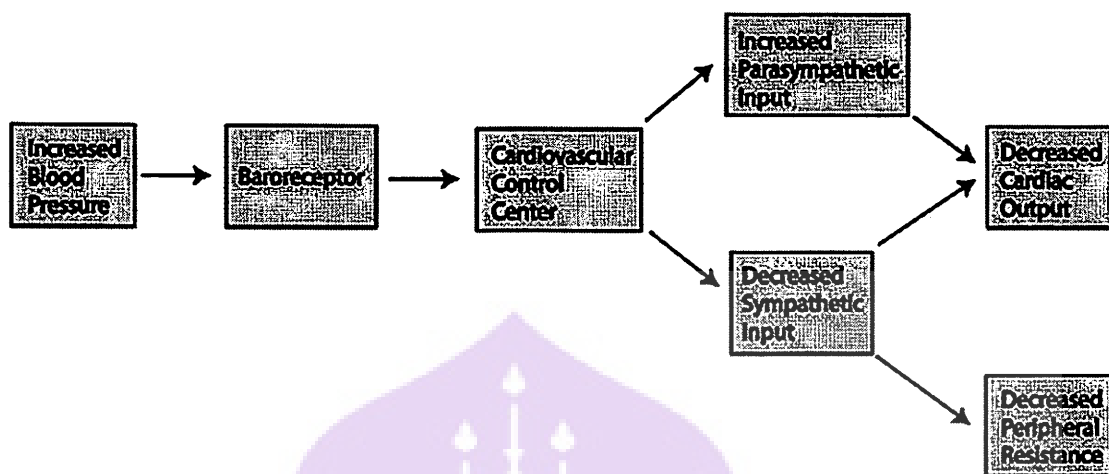 Increased
Blood
Pressure
Baroreceptor
Cardiovascular
Control
Center
Increased
Parasympathetic
Input
Decreased
Sympathetic
Input
Decreased
Cardiac
Output
Decreased
Peripheral
Resistance